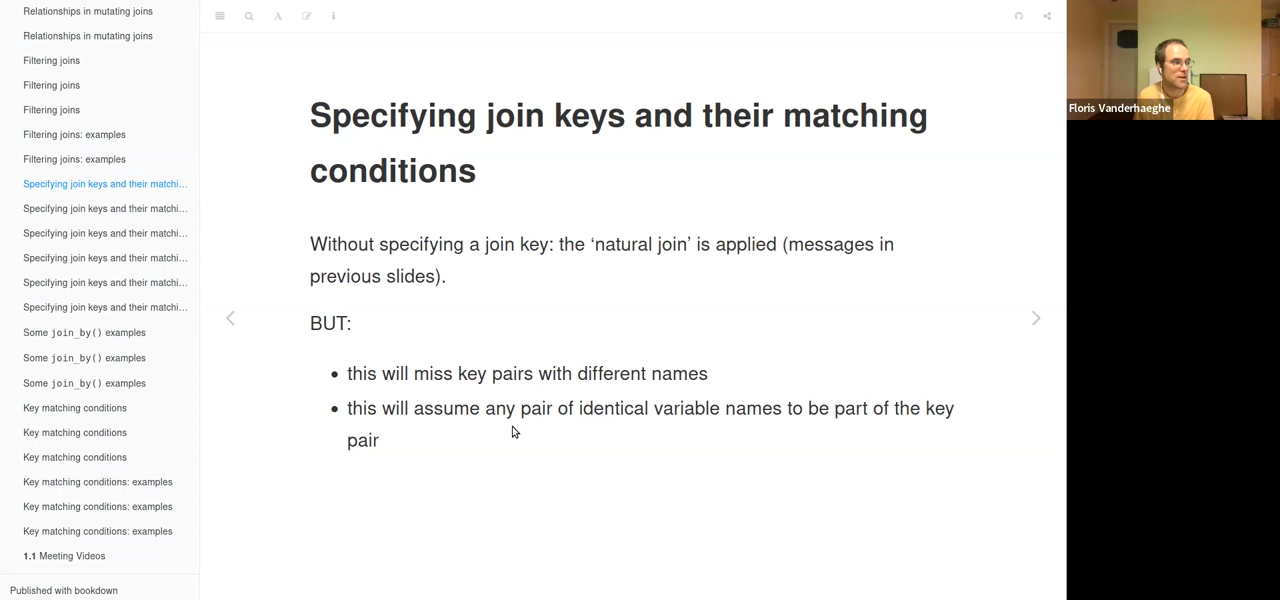 Relationships in mutating joins
Relationships in mutating joins
Filtering joins
Filtering joins
Filtering joins
Filtering joins: examples
Filtering joins: examples
Specifying join keys and their matchi...
Specifying join keys and their matchi...
Specifying join keys and their matchi...
Specifying join keys and their matchi...
Specifying join keys and their matchi...
Specifying join keys and their matchi...
Some join_by() examples
Some join_by() examples
Some join_by() examples
Key matching conditions
Key matching conditions
Key matching conditions
Key matching conditions: examples
Key matching conditions: examples
Key matching conditions: examples
1.1 Meeting Videos
Published with bookdown
A
i
Specifying join keys and their matching
conditions
Without specifying a join key: the ‘natural join’ is applied (messages in
previous slides).
BUT:
• this will miss key pairs with different names
• this will assume any pair of identical variable names to be part of the key
pair
Floris Vanderhaeghe